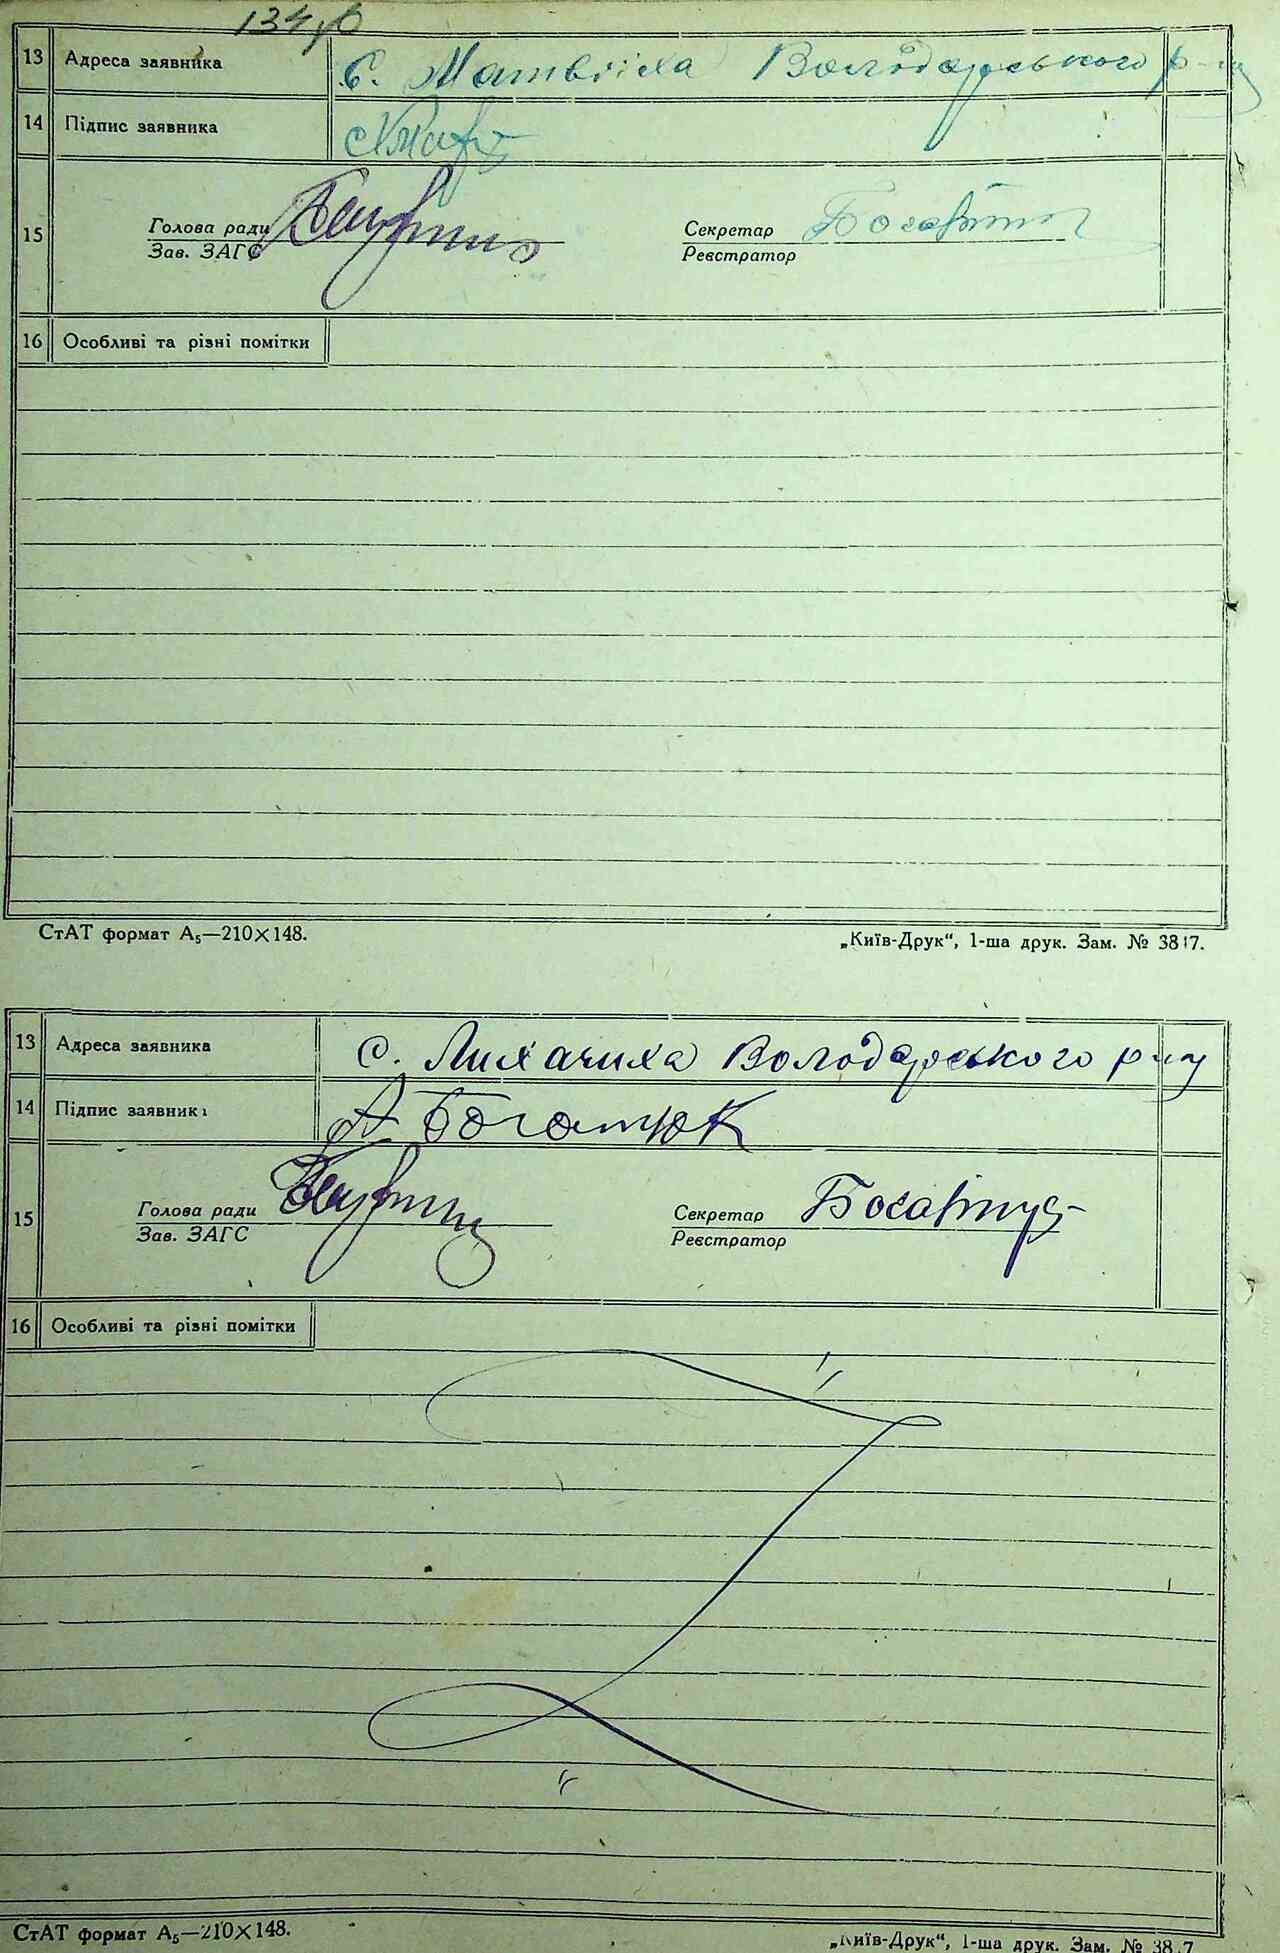 134
13 Адреса заявника с. Матвііха Володарського р-ну
14 Підпис заявника
15 Голова ради Секретар
Зав. ЗАГС Реєстратор
16 Особливі та різні помітки
СтАТ формат А₅—210×148. „Київ-Друк“, 1-ша друк. Зам. № 3817.
13 Адреса заявника с. Лихачиха Володарського р-ну
14 Підпис заявника А Богатюк
15 Голова ради Секретар
Зав. ЗАГС Реєстратор
16 Особливі та різні помітки
СтАТ формат А₅—210×148. „Київ-Друк“, 1-ша друк. Зам. №